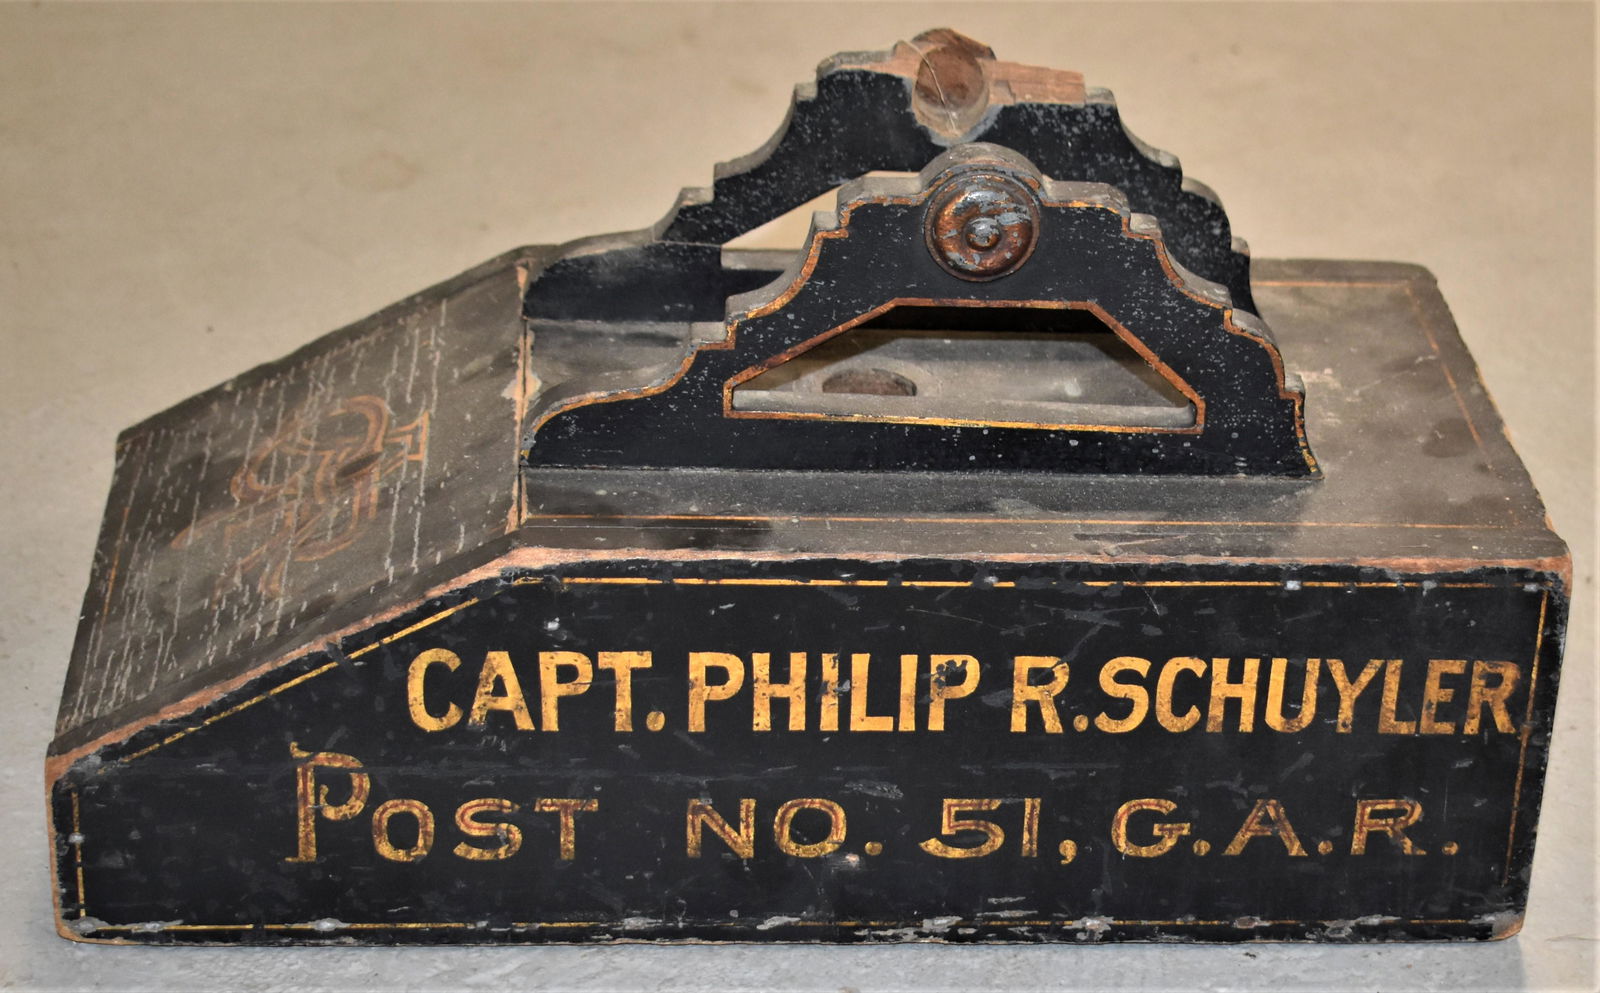 CAPT. PHILIP R. SCHUYLER
POST NO. 51, G.A.R.